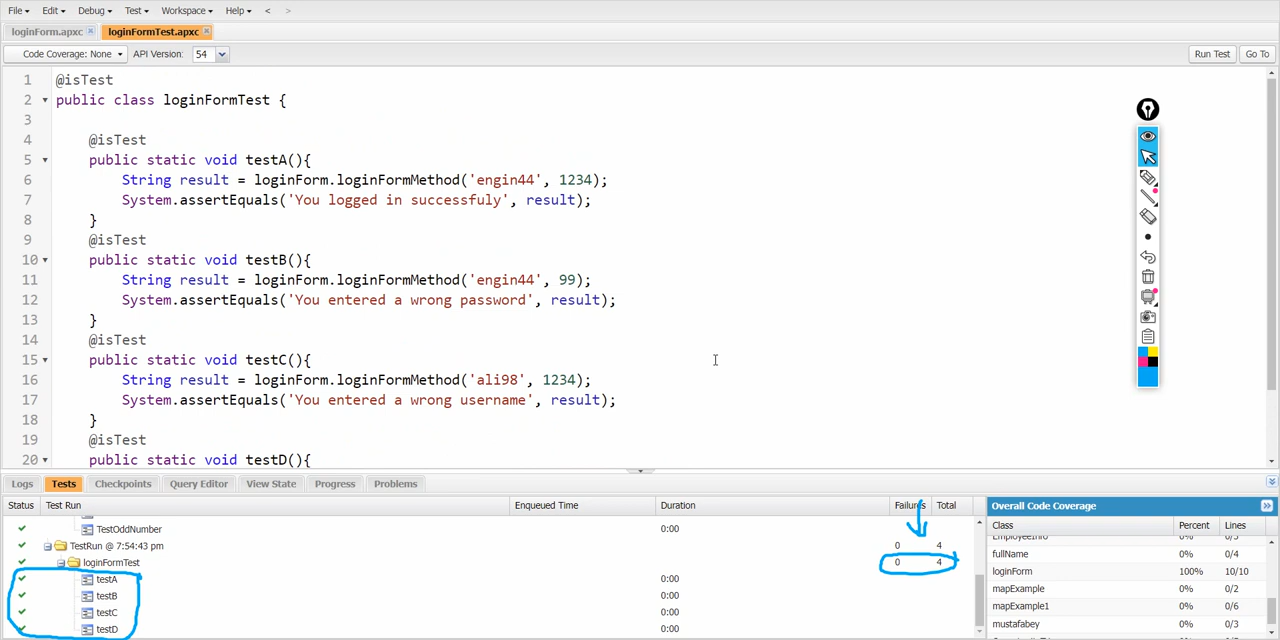 File Edit Debug Test Workspace Help < >
loginForm.apxc loginFormTest.apxc
Code Coverage: None API Version: 54 Run Test Go To
1 @isTest
2 public class loginFormTest {
3
4 @isTest
5 public static void testA(){
6 String result = loginForm.loginFormMethod('engin44', 1234);
7 System.assertEquals('You logged in successfuly', result);
8 }
9 @isTest
10 public static void testB(){
11 String result = loginForm.loginFormMethod('engin44', 99);
12 System.assertEquals('You entered a wrong password', result);
13 }
14 @isTest
15 public static void testC(){
16 String result = loginForm.loginFormMethod('ali98', 1234);
17 System.assertEquals('You entered a wrong username', result);
18 }
19 @isTest
20 public static void testD(){
Logs Tests Checkpoints Query Editor View State Progress Problems
Status Test Run Enqueued Time Duration Failures Total
TestOddNumber 0:00
TestRun @ 7:54:43 pm 0 4
loginFormTest 0 4
testA 0:00
testB 0:00
testC 0:00
testD 0:00
Overall Code Coverage
Class Percent Lines
EmployeeInfo 0% 0/3
fullName 0% 0/4
loginForm 100% 10/10
mapExample 0% 0/2
mapExample1 0% 0/6
mustafabey 0% 0/3